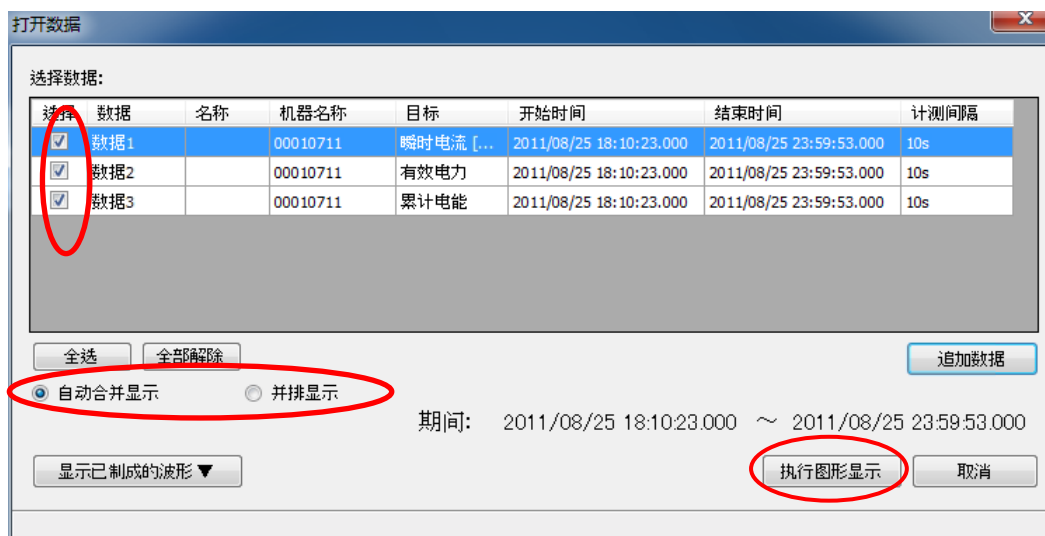 打开数据
选择数据:
选择 数据 名称 机器名称 目标 开始时间 结束时间 计测间隔
数据1 00010711 瞬时电流 [... 2011/08/25 18:10:23.000 2011/08/25 23:59:53.000 10s
数据2 00010711 有效电力 2011/08/25 18:10:23.000 2011/08/25 23:59:53.000 10s
数据3 00010711 累计电能 2011/08/25 18:10:23.000 2011/08/25 23:59:53.000 10s
全选 全部解除 追加数据
自动合并显示 并排显示
期间: 2011/08/25 18:10:23.000 ～ 2011/08/25 23:59:53.000
显示已制成的波形▼ 执行图形显示 取消